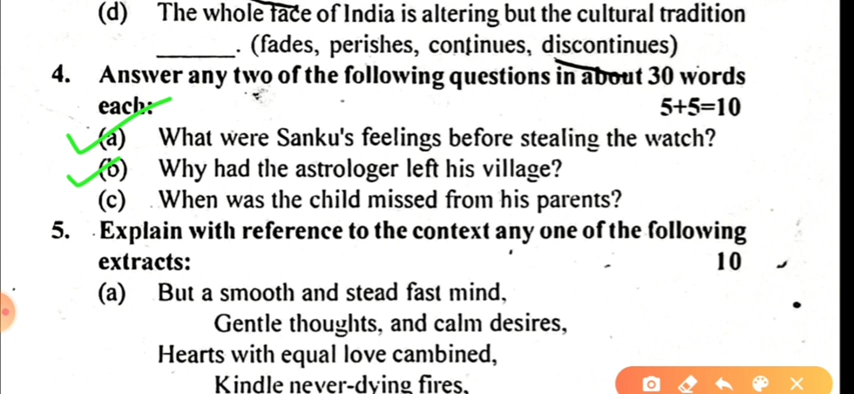 (d) The whole face of India is altering but the cultural tradition
_______. (fades, perishes, continues, discontinues)
4. Answer any two of the following questions in about 30 words
each: 5+5=10
(a) What were Sanku's feelings before stealing the watch?
(b) Why had the astrologer left his village?
(c) When was the child missed from his parents?
5. Explain with reference to the context any one of the following
extracts: 10
(a) But a smooth and stead fast mind,
Gentle thoughts, and calm desires,
Hearts with equal love cambined,
Kindle never-dying fires,